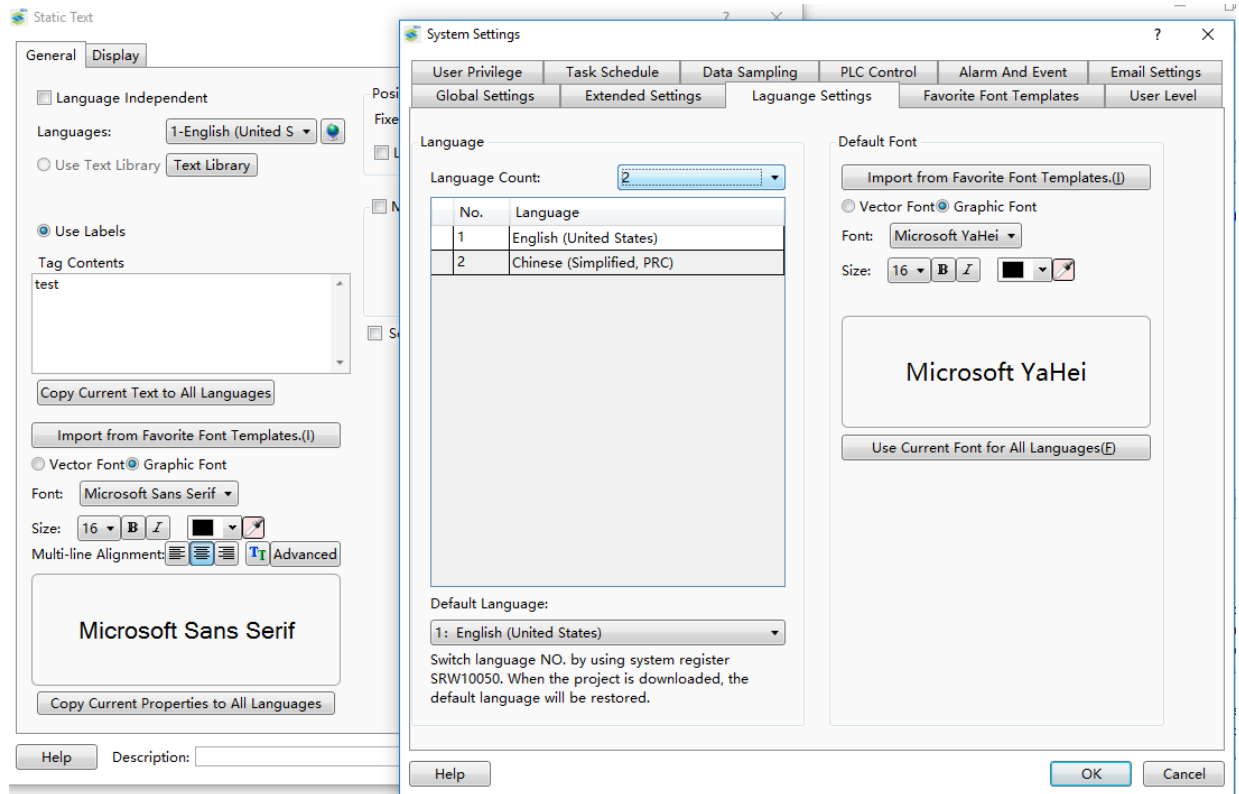 Static Text
?
General
Display
Language Independent
Languages:
1-English (United S
Use Text Library
Text Library
Use Labels
Tag Contents
test
Copy Current Text to All Languages
Import from Favorite Font Templates.(I)
Vector Font
Graphic Font
Font:
Microsoft Sans Serif
Size:
16
B
I
Multi-line Alignment:
TT
Advanced
Microsoft Sans Serif
Copy Current Properties to All Languages
Help
Description:
Posi
Fixe
L
M
System Settings
?
User Privilege
Task Schedule
Data Sampling
PLC Control
Alarm And Event
Email Settings
Global Settings
Extended Settings
Laguange Settings
Favorite Font Templates
User Level
Language
Language Count:
2
No.
Language
1
English (United States)
2
Chinese (Simplified, PRC)
Default Language:
1: English (United States)
Switch language NO. by using system register
SRW10050. When the project is downloaded, the
default language will be restored.
Default Font
Import from Favorite Font Templates.(I)
Vector Font
Graphic Font
Font:
Microsoft YaHei
Size:
16
B
I
Microsoft YaHei
Use Current Font for All Languages(F)
Help
OK
Cancel